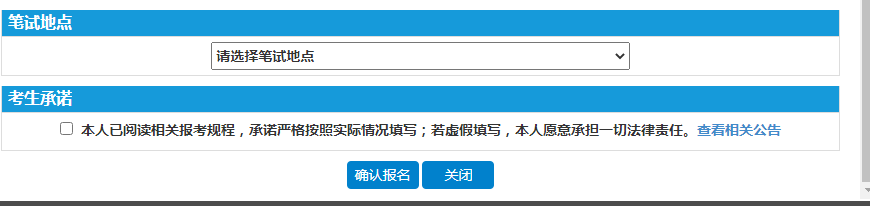 笔试地点
请选择笔试地点
考生承诺
本人已阅读相关报考规程，承诺严格按照实际情况填写；若虚假填写，本人愿意承担一切法律责任。查看相关公告
确认报名 关闭